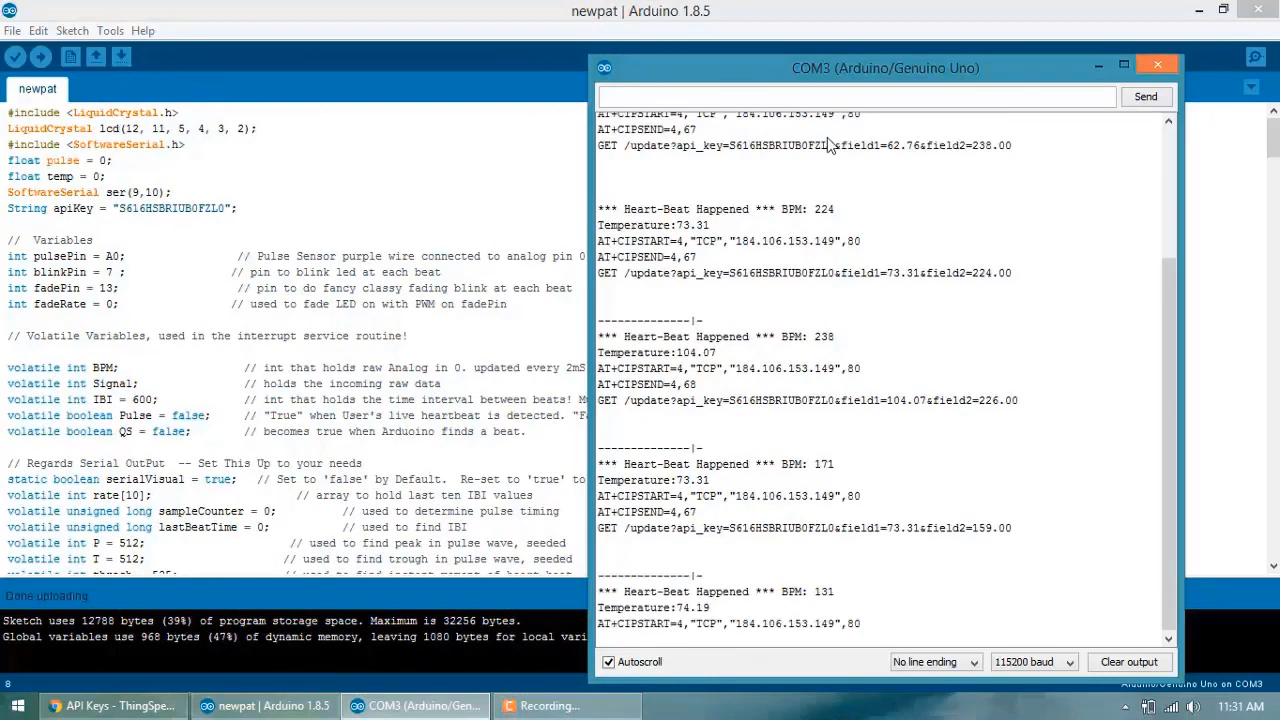 newpat | Arduino 1.8.5
File Edit Sketch Tools Help
newpat
#include <LiquidCrystal.h>
LiquidCrystal lcd(12, 11, 5, 4, 3, 2);
#include <SoftwareSerial.h>
float pulse = 0;
float temp = 0;
SoftwareSerial ser(9,10);
String apiKey = "S616HSBRIUB0FZL0";
// Variables
int pulsePin = A0; // Pulse Sensor purple wire connected to analog pin 0
int blinkPin = 7 ; // pin to blink led at each beat
int fadePin = 13; // pin to do fancy classy fading blink at each beat
int fadeRate = 0; // used to fade LED on with PWM on fadePin
// Volatile Variables, used in the interrupt service routine!
volatile int BPM; // int that holds raw Analog in 0. updated every 2mS
volatile int Signal; // holds the incoming raw data
volatile int IBI = 600; // int that holds the time interval between beats!
volatile boolean Pulse = false; // "True" when User's live heartbeat is detected.
volatile boolean QS = false; // becomes true when Arduoino finds a beat.
// Regards Serial OutPut -- Set This Up to your needs
static boolean serialVisual = true; // Set to 'false' by Default. Re-set to 'true' to
volatile int rate[10]; // array to hold last ten IBI values
volatile unsigned long sampleCounter = 0; // used to determine pulse timing
volatile unsigned long lastBeatTime = 0; // used to find IBI
volatile int P = 512; // used to find peak in pulse wave, seeded
volatile int T = 512; // used to find trough in pulse wave, seeded
Done uploading.
Sketch uses 12788 bytes (39%) of program storage space. Maximum is 32256 bytes.
Global variables use 968 bytes (47%) of dynamic memory, leaving 1080 bytes for local
8
Arduino/Genuino Uno on COM3
COM3 (Arduino/Genuino Uno)
Send
AT+CIPSTART=4,"TCP","184.106.153.149",80
AT+CIPSEND=4,67
GET /update?api_key=S616HSBRIUB0FZL0&field1=62.76&field2=238.00
*** Heart-Beat Happened *** BPM: 224
Temperature:73.31
AT+CIPSTART=4,"TCP","184.106.153.149",80
AT+CIPSEND=4,67
GET /update?api_key=S616HSBRIUB0FZL0&field1=73.31&field2=224.00
--------------|-
*** Heart-Beat Happened *** BPM: 238
Temperature:104.07
AT+CIPSTART=4,"TCP","184.106.153.149",80
AT+CIPSEND=4,68
GET /update?api_key=S616HSBRIUB0FZL0&field1=104.07&field2=226.00
--------------|-
*** Heart-Beat Happened *** BPM: 171
Temperature:73.31
AT+CIPSTART=4,"TCP","184.106.153.149",80
AT+CIPSEND=4,67
GET /update?api_key=S616HSBRIUB0FZL0&field1=73.31&field2=159.00
--------------|-
*** Heart-Beat Happened *** BPM: 131
Temperature:74.19
AT+CIPSTART=4,"TCP","184.106.153.149",80
Autoscroll No line ending 115200 baud Clear output
API Keys - ThingSpe... newpat | Arduino 1.8.5 COM3 (Arduino/Gen... Recording... 11:31 AM